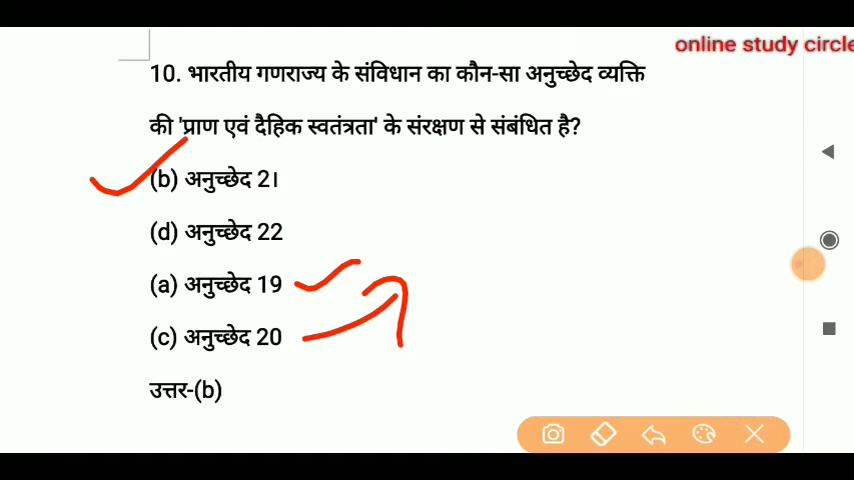 online study circle
10. भारतीय गणराज्य के संविधान का कौन-सा अनुच्छेद व्यक्ति
की 'प्राण एवं दैहिक स्वतंत्रता' के संरक्षण से संबंधित है?
(b) अनुच्छेद 2।
(d) अनुच्छेद 22
(a) अनुच्छेद 19
(c) अनुच्छेद 20
उत्तर-(b)